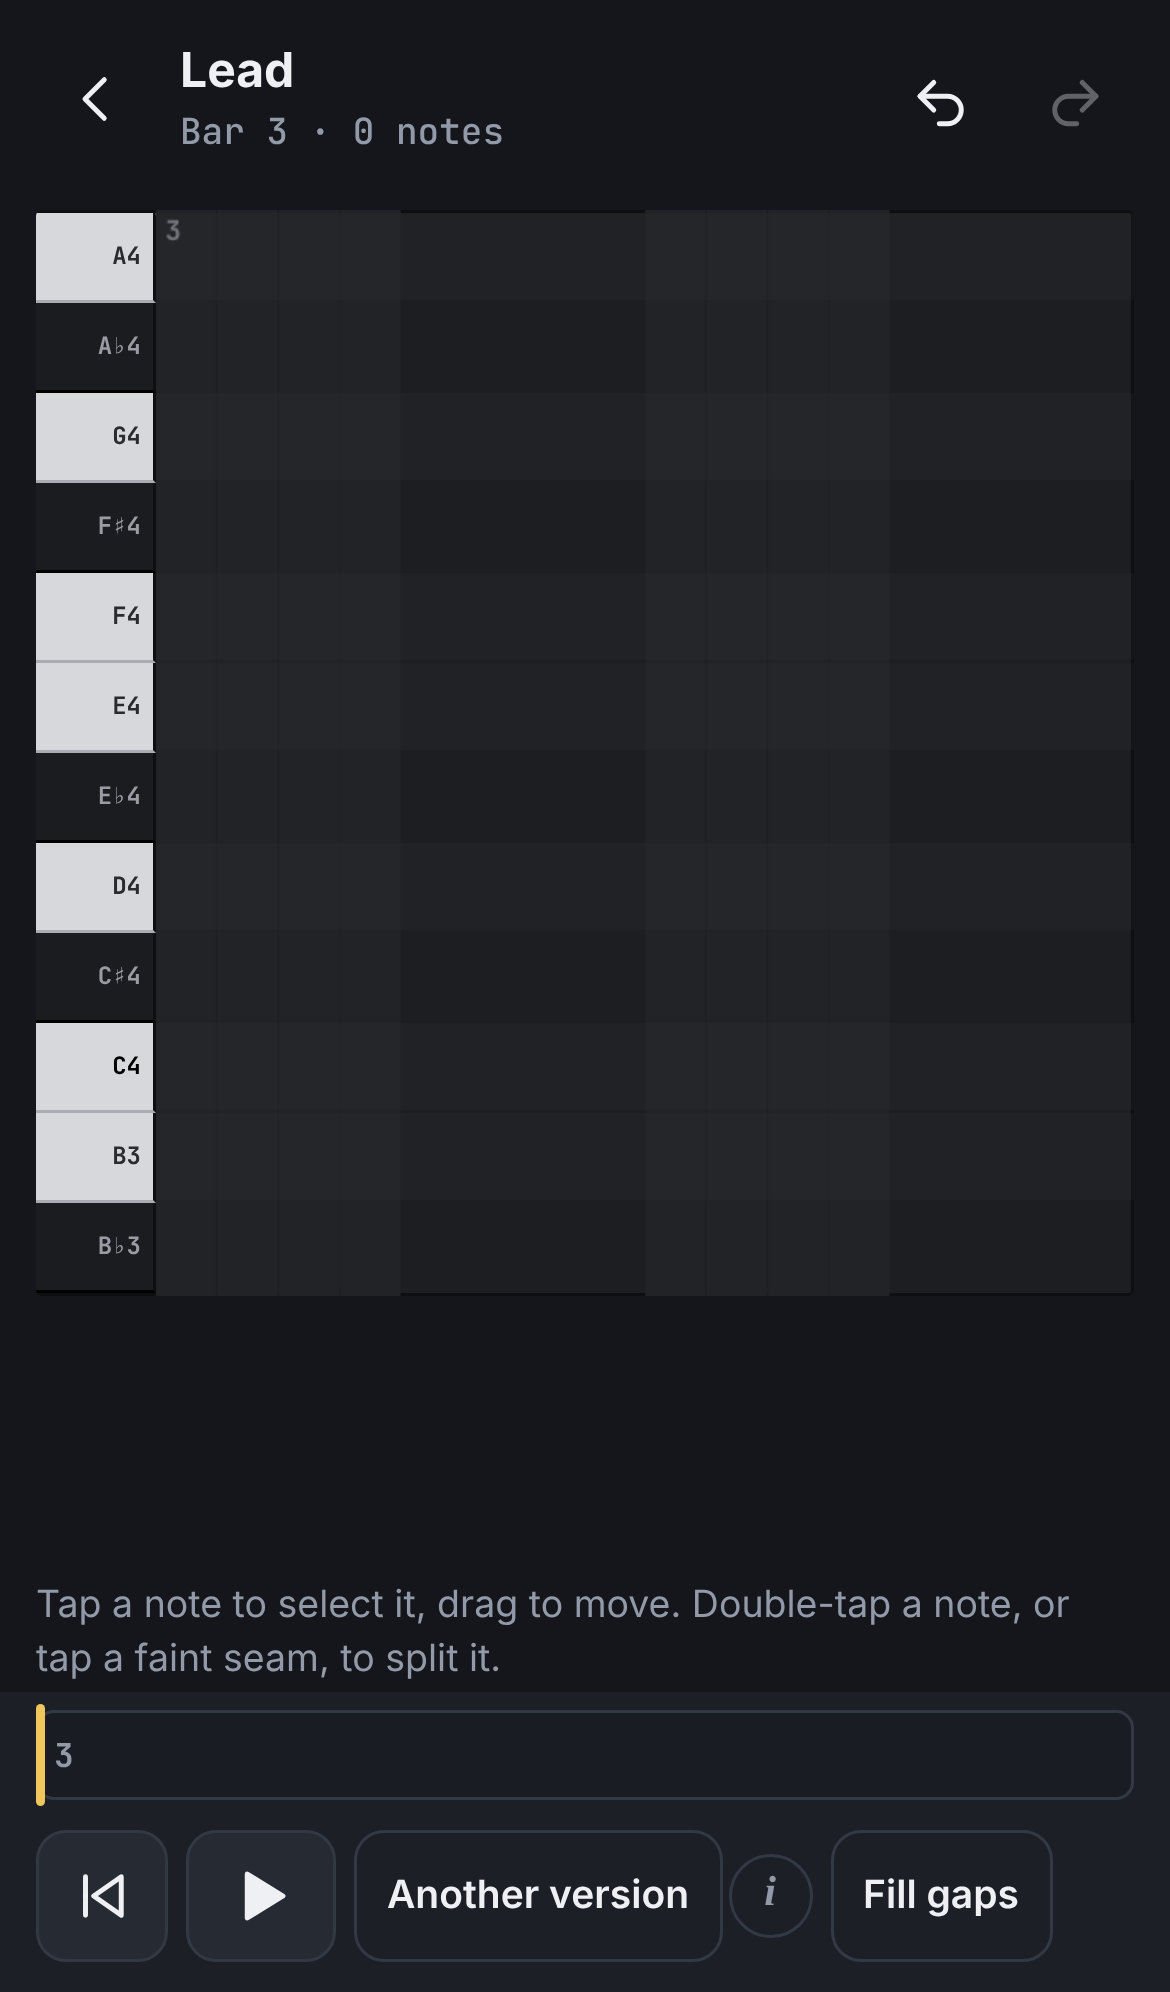 Lead
Bar 3 · 0 notes
3
A4
A♭4
G4
F♯4
F4
E4
E♭4
D4
C♯4
C4
B3
B♭3
Tap a note to select it, drag to move. Double-tap a note, or
tap a faint seam, to split it.
3
Another version
i
Fill gaps